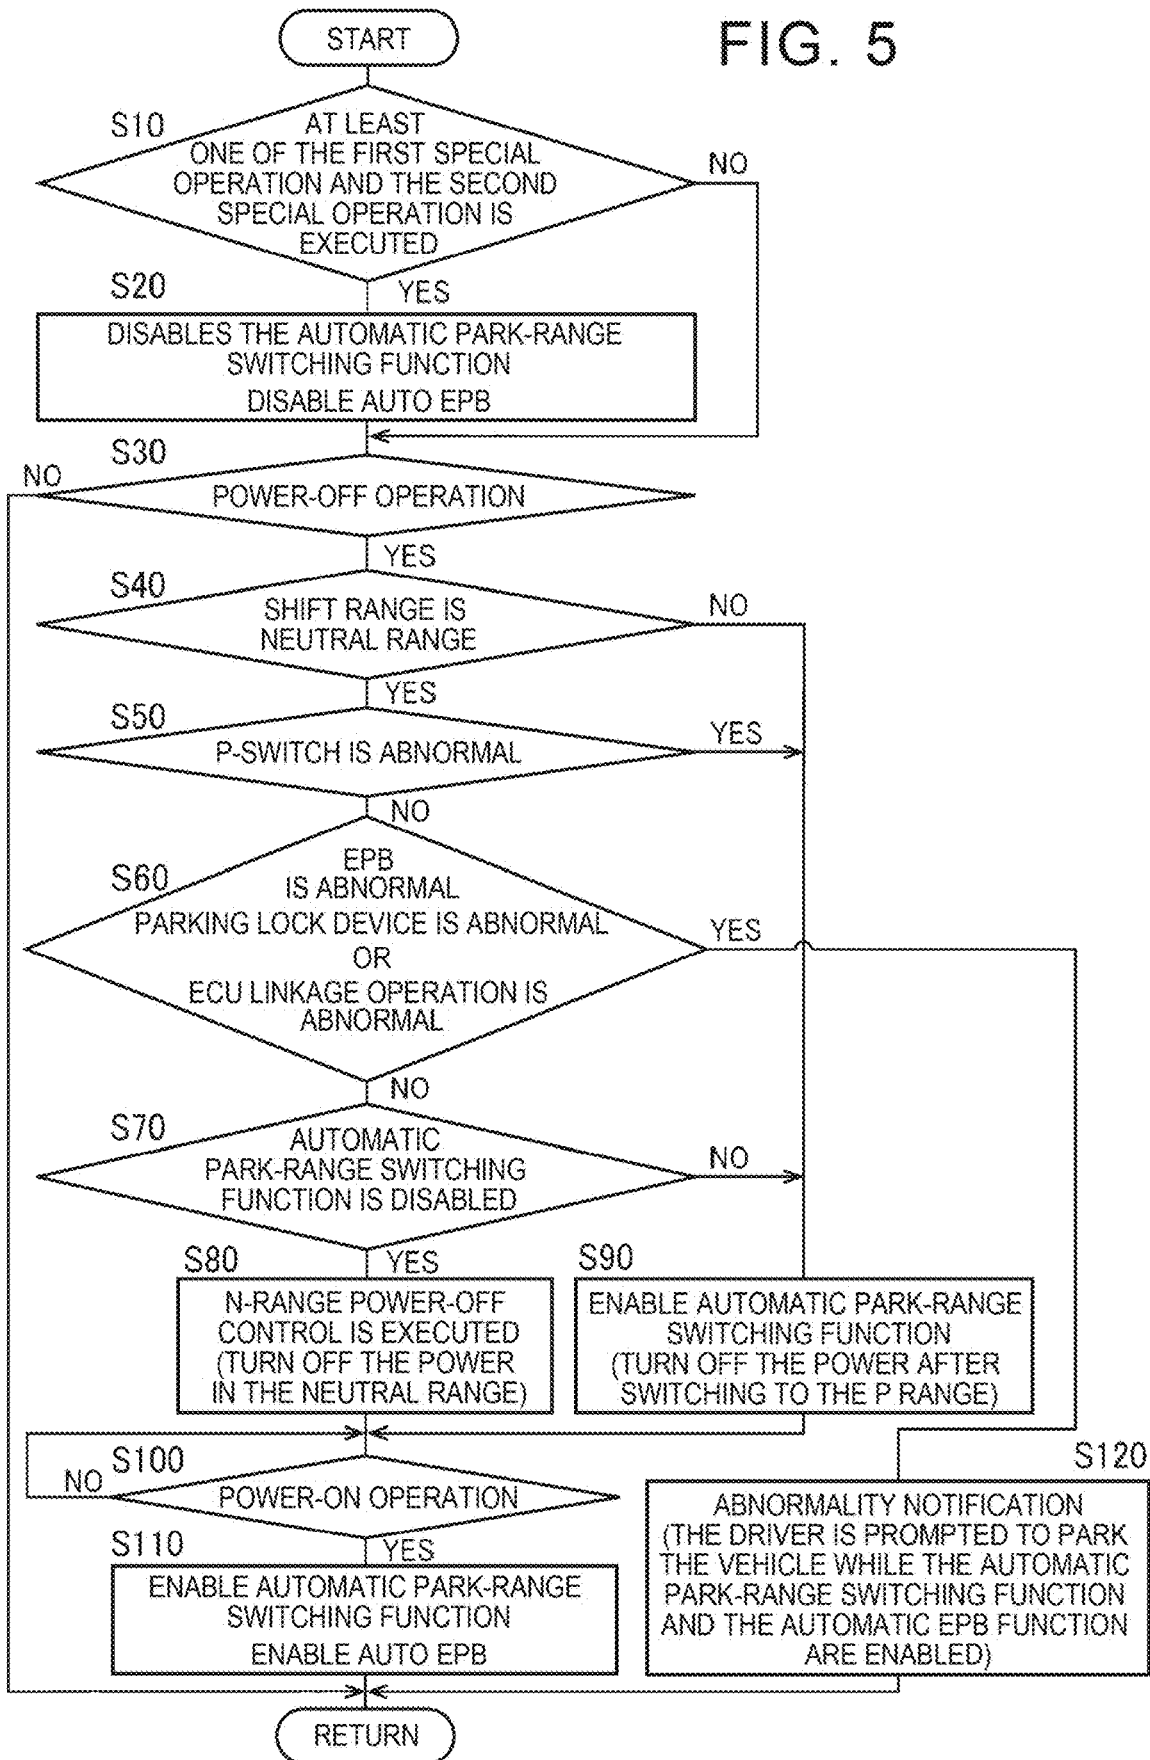 FIG. 5
START
S10
AT LEAST
ONE OF THE FIRST SPECIAL
OPERATION AND THE SECOND
SPECIAL OPERATION IS
EXECUTED
NO
YES
S20
DISABLES THE AUTOMATIC PARK-RANGE
SWITCHING FUNCTION
DISABLE AUTO EPB
S30
NO
POWER-OFF OPERATION
YES
S40
SHIFT RANGE IS
NEUTRAL RANGE
NO
YES
S50
P-SWITCH IS ABNORMAL
YES
NO
S60
EPB
IS ABNORMAL
PARKING LOCK DEVICE IS ABNORMAL
OR
ECU LINKAGE OPERATION IS
ABNORMAL
YES
NO
S70
AUTOMATIC
PARK-RANGE SWITCHING
FUNCTION IS DISABLED
NO
YES
S80
N-RANGE POWER-OFF
CONTROL IS EXECUTED
(TURN OFF THE POWER
IN THE NEUTRAL RANGE)
S90
ENABLE AUTOMATIC PARK-RANGE
SWITCHING FUNCTION
(TURN OFF THE POWER AFTER
SWITCHING TO THE P RANGE)
S100
NO
POWER-ON OPERATION
YES
S110
ENABLE AUTOMATIC PARK-RANGE
SWITCHING FUNCTION
ENABLE AUTO EPB
S120
ABNORMALITY NOTIFICATION
(THE DRIVER IS PROMPTED TO PARK
THE VEHICLE WHILE THE AUTOMATIC
PARK-RANGE SWITCHING FUNCTION
AND THE AUTOMATIC EPB FUNCTION
ARE ENABLED)
RETURN